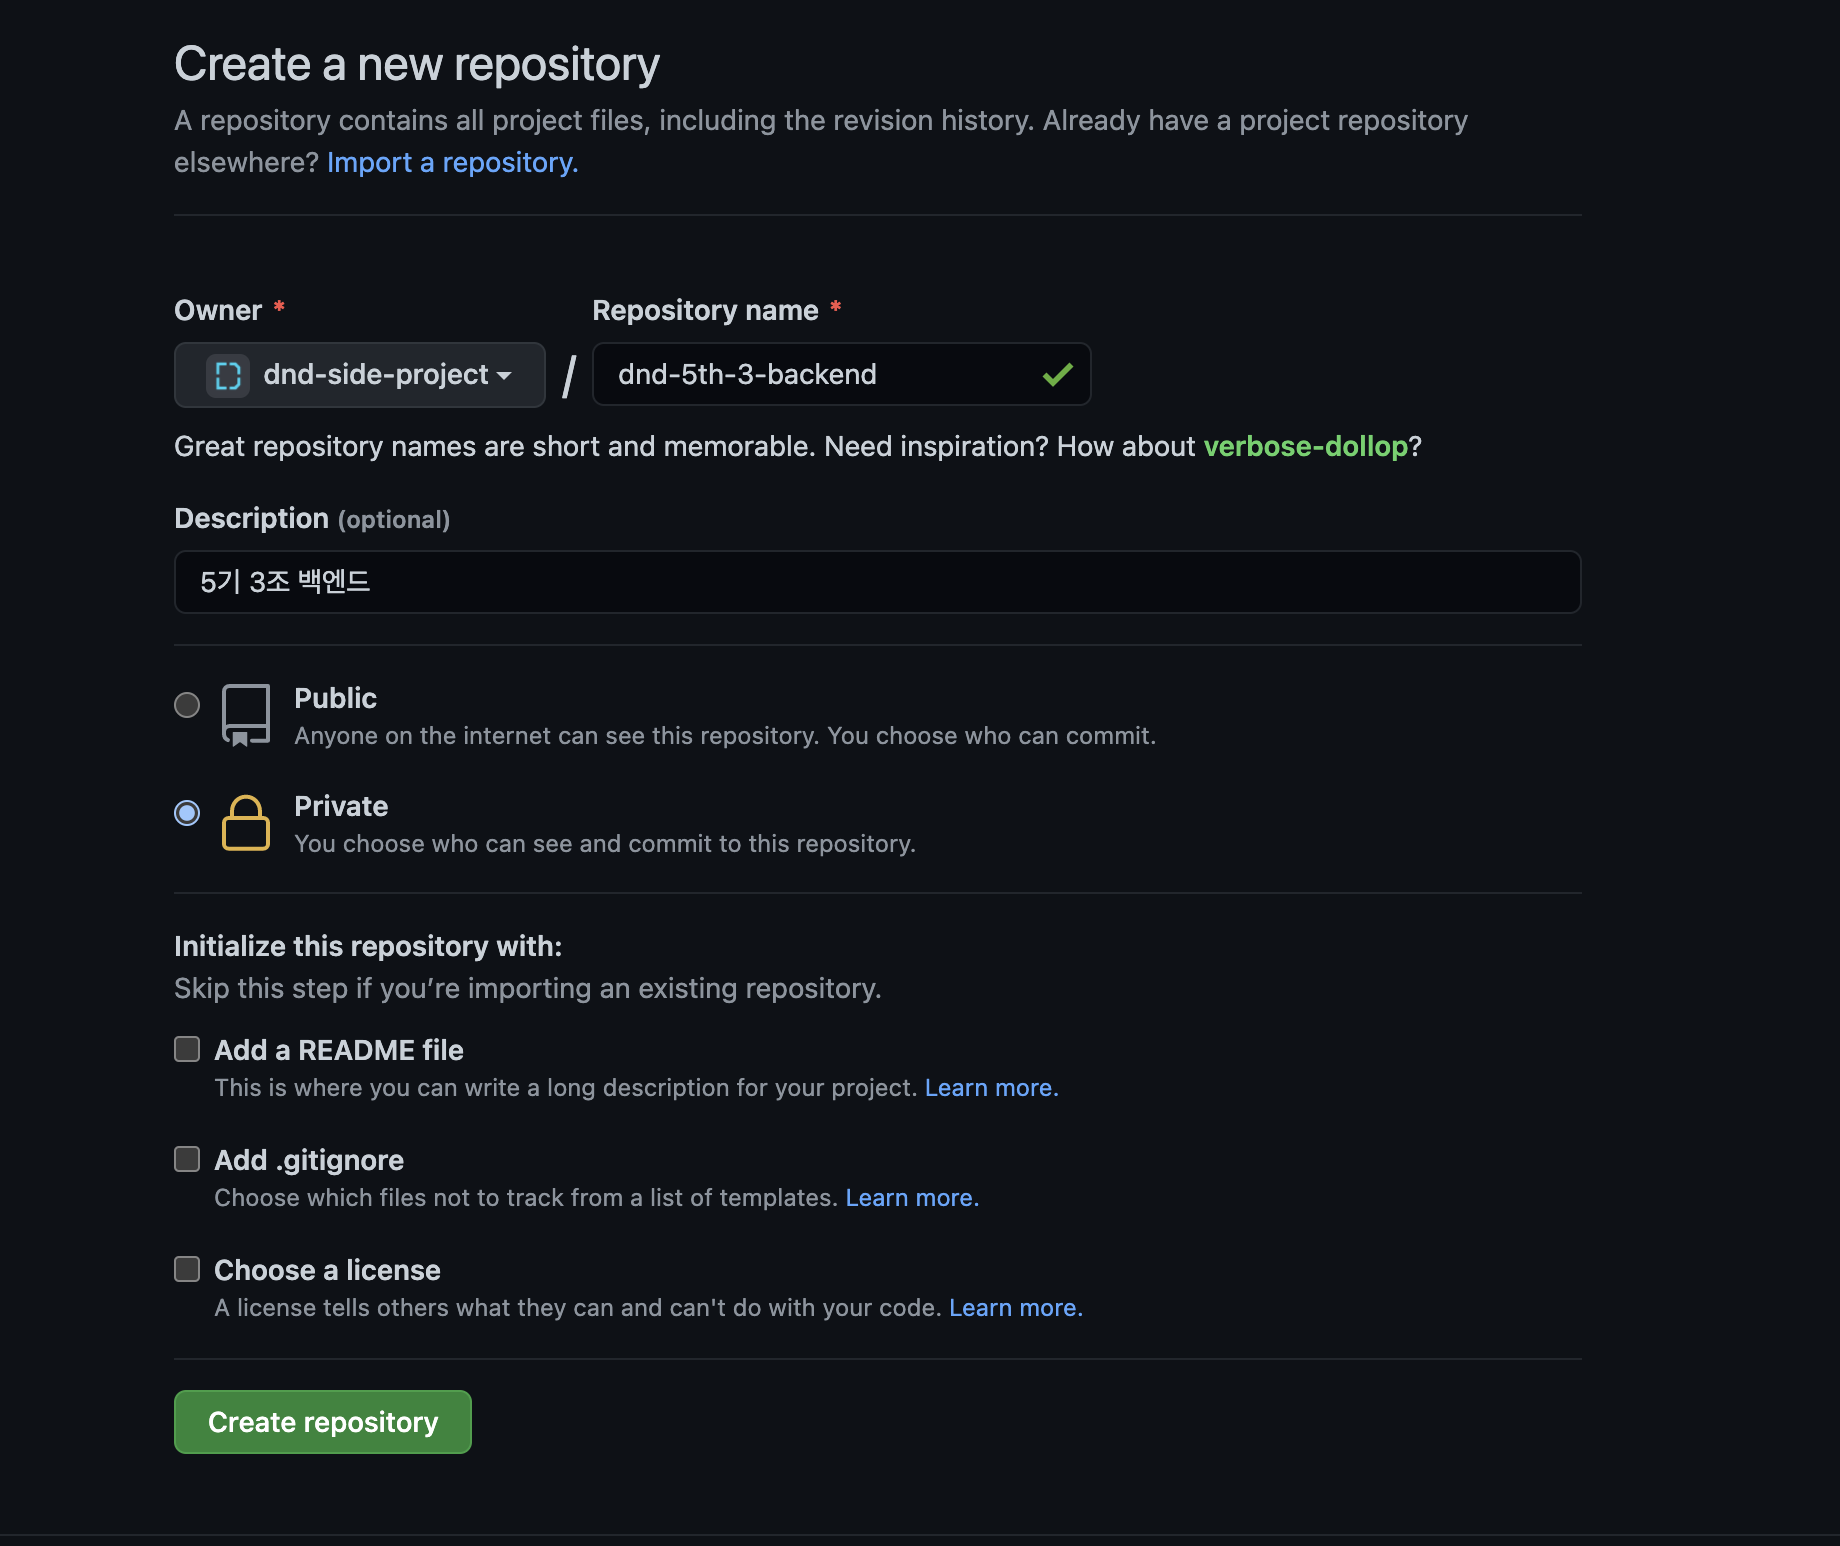 Create a new repository
A repository contains all project files, including the revision history. Already have a project repository
elsewhere? Import a repository.
Owner *
Repository name *
dnd-side-project / dnd-5th-3-backend
Great repository names are short and memorable. Need inspiration? How about verbose-dollop?
Description (optional)
5기 3조 백엔드
Public
Anyone on the internet can see this repository. You choose who can commit.
Private
You choose who can see and commit to this repository.
Initialize this repository with:
Skip this step if you’re importing an existing repository.
Add a README file
This is where you can write a long description for your project. Learn more.
Add .gitignore
Choose which files not to track from a list of templates. Learn more.
Choose a license
A license tells others what they can and can't do with your code. Learn more.
Create repository